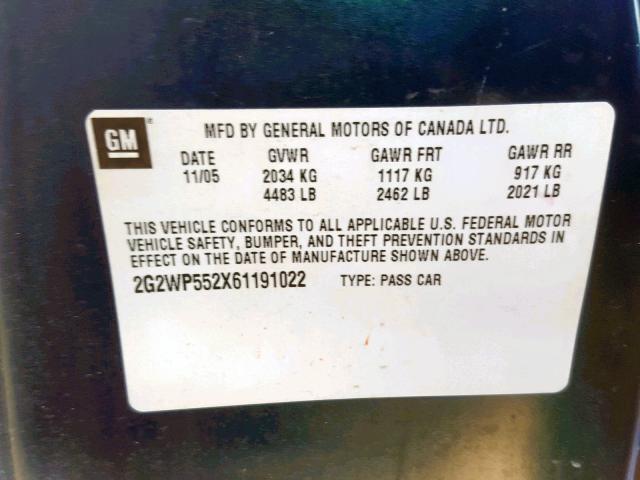 GM
MFD BY GENERAL MOTORS OF CANADA LTD.
DATE GVWR GAWR FRT GAWR RR
11/05 2034 KG 1117 KG 917 KG
4483 LB 2462 LB 2021 LB
THIS VEHICLE CONFORMS TO ALL APPLICABLE U.S. FEDERAL MOTOR
VEHICLE SAFETY, BUMPER, AND THEFT PREVENTION STANDARDS IN
EFFECT ON THE DATE OF MANUFACTURE SHOWN ABOVE.
2G2WP552X61191022 TYPE: PASS CAR